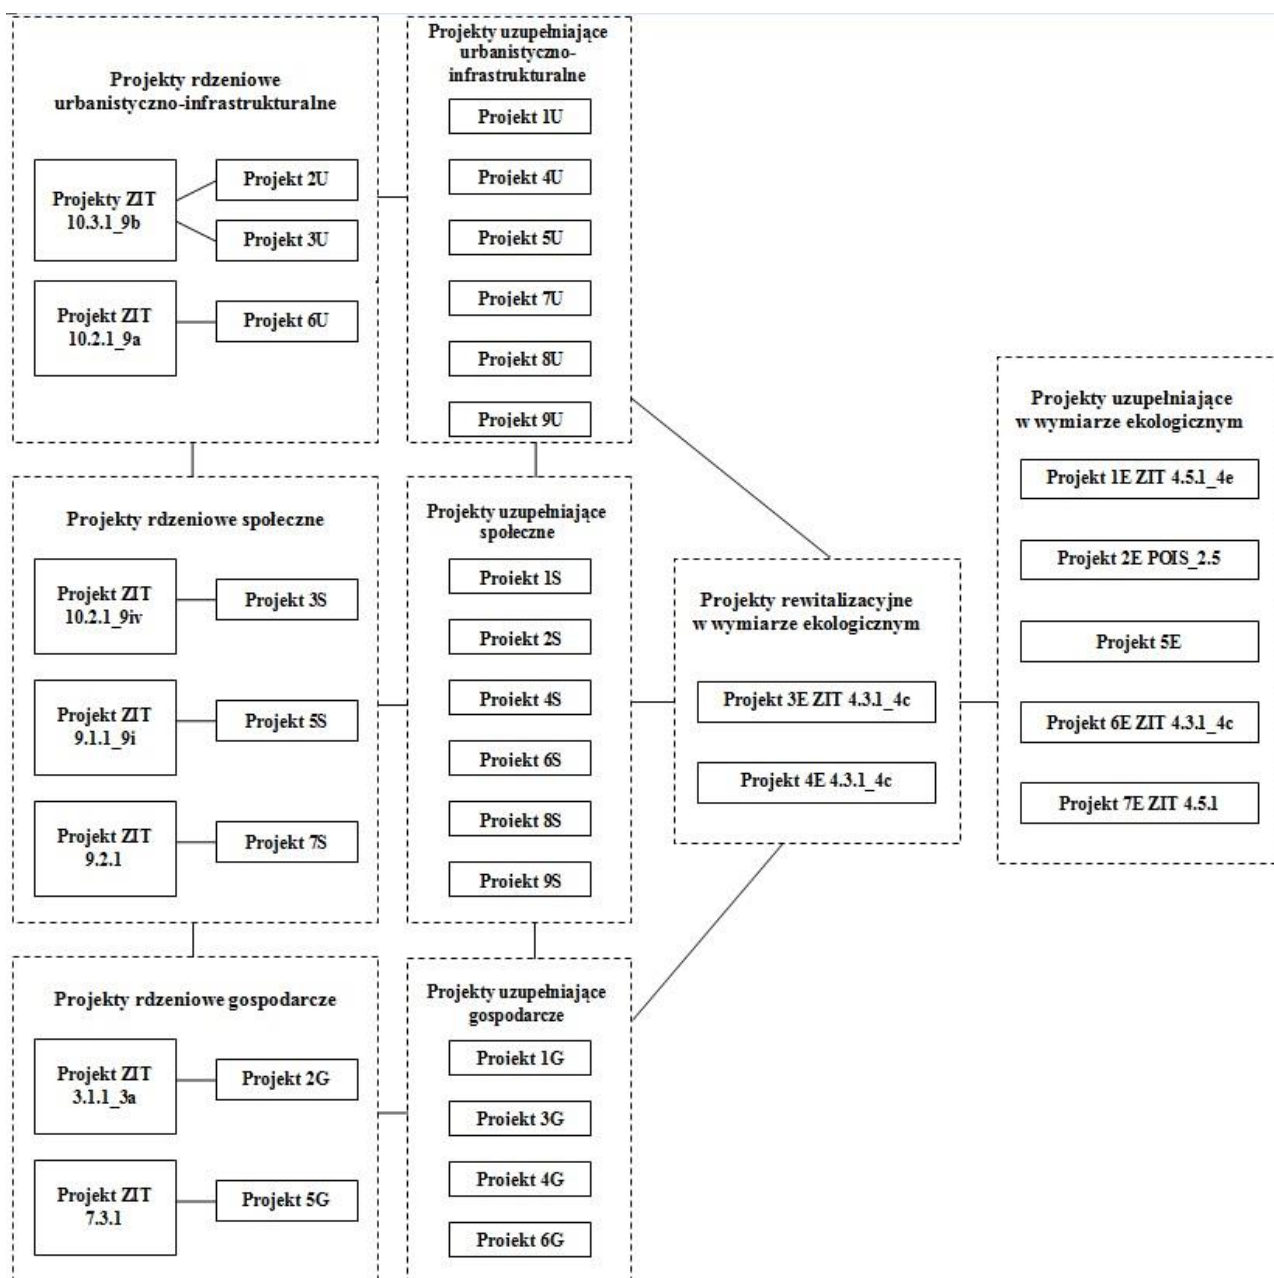 Projekty rdzeniowe
urbanistyczno-infrastrukturalne
Projekty ZIT
10.3.1_9b
Projekt 2U
Projekt 3U
Projekt ZIT
10.2.1_9a
Projekt 6U
Projekty uzupełniające
urbanistyczno-
infrastrukturalne
Projekt 1U
Projekt 4U
Projekt 5U
Projekt 7U
Projekt 8U
Projekt 9U
Projekty rdzeniowe społeczne
Projekt ZIT
10.2.1_9iv
Projekt 3S
Projekt ZIT
9.1.1_9i
Projekt 5S
Projekt ZIT
9.2.1
Projekt 7S
Projekty uzupełniające
społeczne
Projekt 1S
Projekt 2S
Projekt 4S
Projekt 6S
Projekt 8S
Projekt 9S
Projekty rdzeniowe gospodarcze
Projekt ZIT
3.1.1_3a
Projekt 2G
Projekt ZIT
7.3.1
Projekt 5G
Projekty uzupełniające
gospodarcze
Projekt 1G
Projekt 3G
Projekt 4G
Projekt 6G
Projekty rewitalizacyjne
w wymiarze ekologicznym
Projekt 3E ZIT 4.3.1_4c
Projekt 4E 4.3.1_4c
Projekty uzupełniające
w wymiarze ekologicznym
Projekt 1E ZIT 4.5.1_4e
Projekt 2E POIS_2.5
Projekt 5E
Projekt 6E ZIT 4.3.1_4c
Projekt 7E ZIT 4.5.1